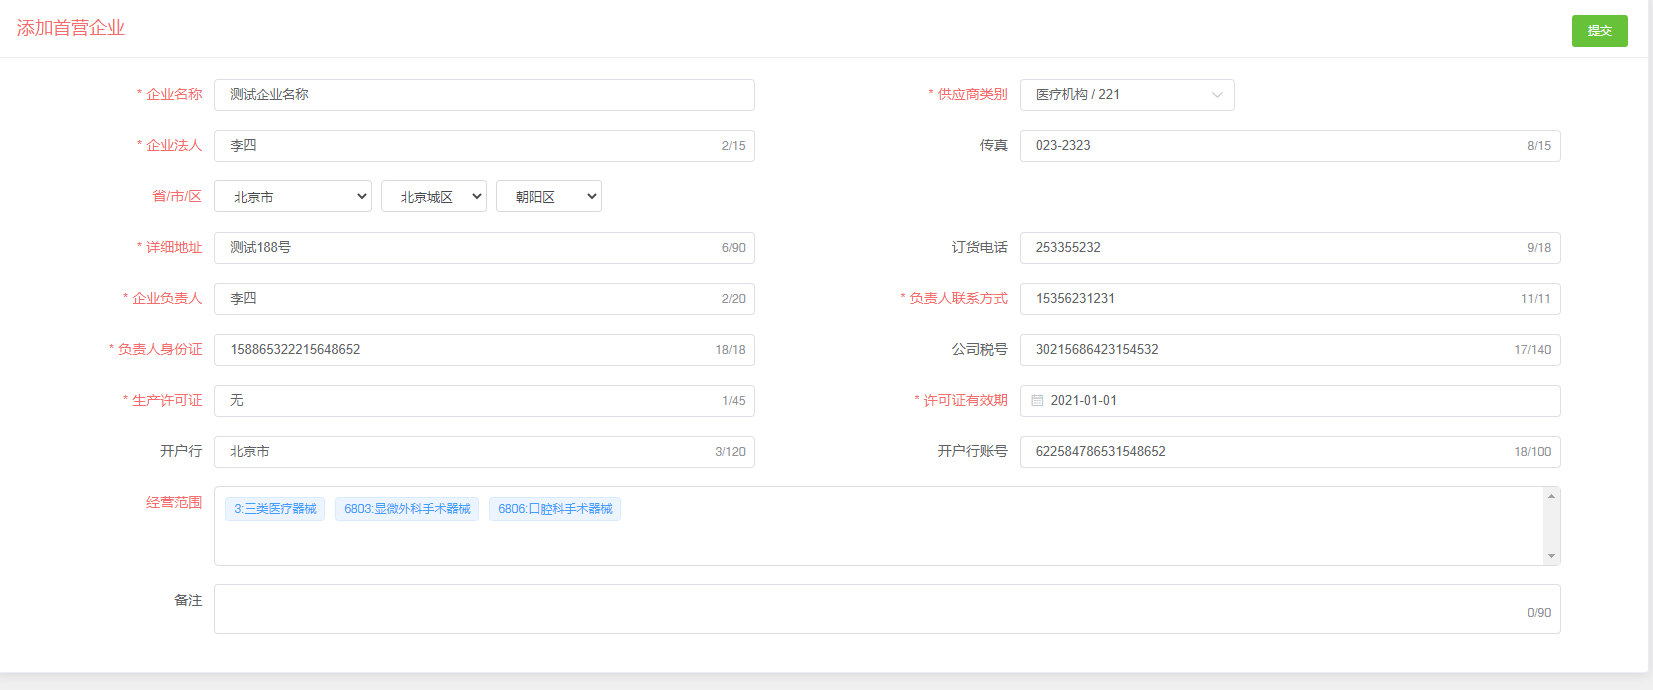 添加首营企业
提交
* 企业名称 测试企业名称 * 供应商类别 医疗机构 / 221
* 企业法人 李四 2/15 传真 023-2323 8/15
省/市/区 北京市 北京城区 朝阳区
* 详细地址 测试188号 6/90 订货电话 253355232 9/18
* 企业负责人 李四 2/20 * 负责人联系方式 15356231231 11/11
* 负责人身份证 158865322215648652 18/18 公司税号 30215686423154532 17/140
* 生产许可证 无 1/45 * 许可证有效期 2021-01-01
开户行 北京市 3/120 开户行账号 622584786531548652 18/100
经营范围 3:三类医疗器械 6803:显微外科手术器械 6806:口腔科手术器械
备注 0/90